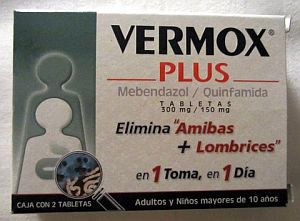 VERMOX®
PLUS
Mebendazol / Quinfamida
TABLETAS
300 mg / 150 mg
Elimina "Amibas
+ Lombrices"
en 1 Toma, en 1 Día
CAJA CON 2 TABLETAS
Adultos y Niños mayores de 10 años